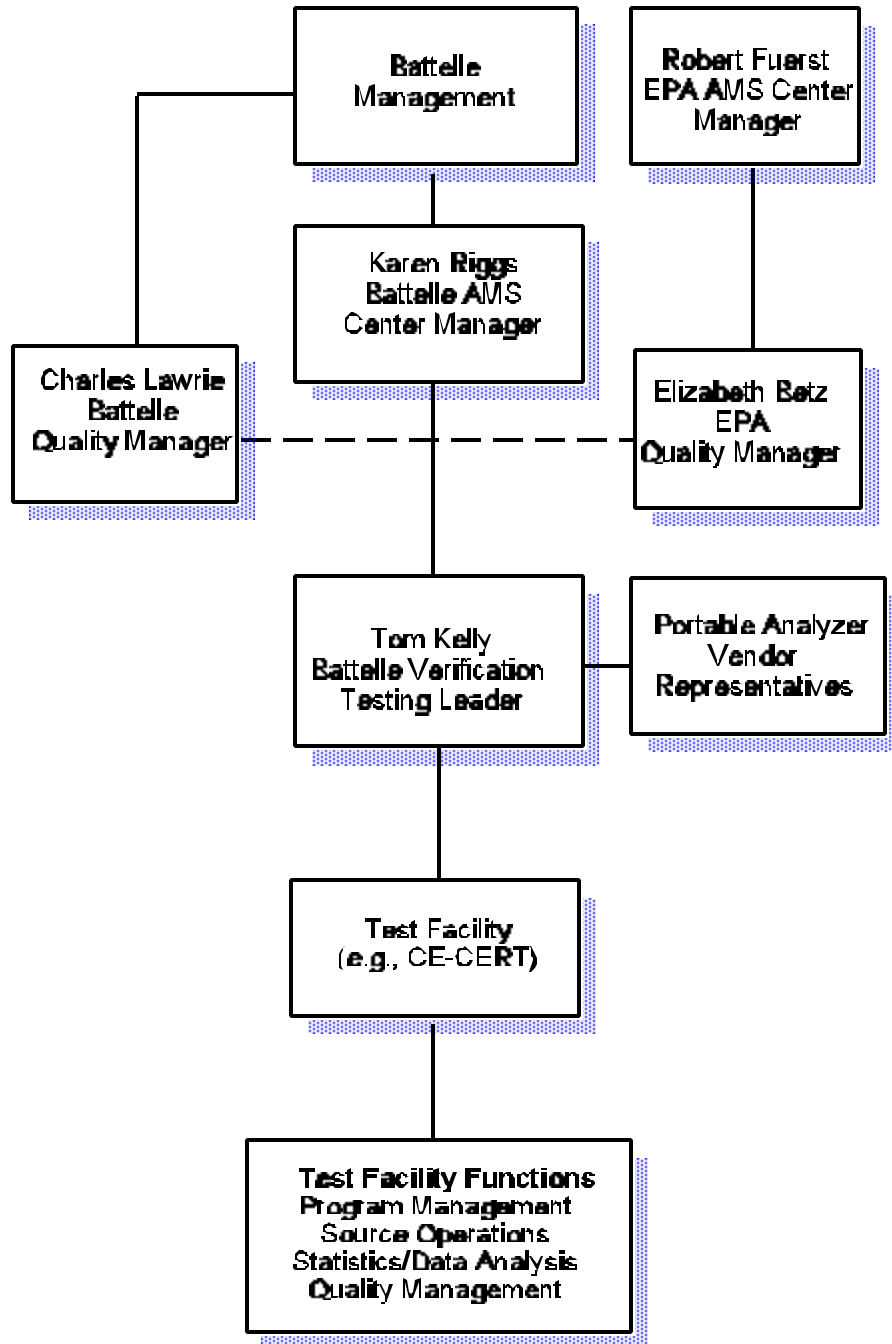 Battelle
Management
Robert Fuerst
EPA AMS Center
Manager
Karen Riggs
Battelle AMS
Center Manager
Charles Lawrie
Battelle
Quality Manager
Elizabeth Betz
EPA
Quality Manager
Tom Kelly
Battelle Verification
Testing Leader
Portable Analyzer
Vendor
Representatives
Test Facility
(e.g., CE-CERT)
Test Facility Functions
Program Management
Source Operations
Statistics/Data Analysis
Quality Management